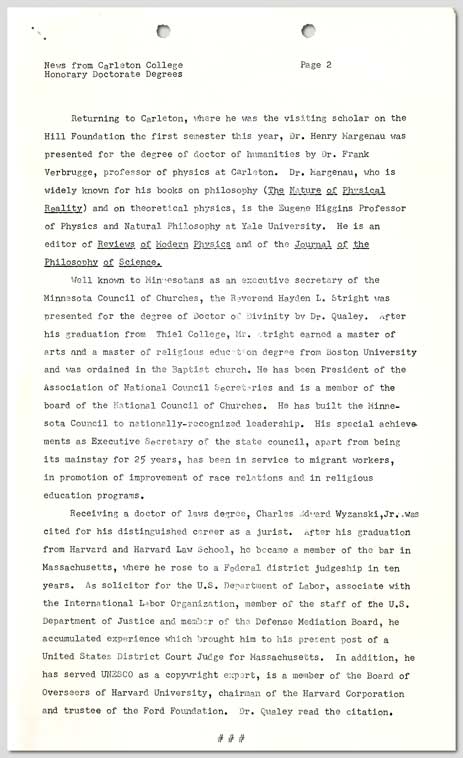 News from Carleton College
Page 2
Honorary Doctorate Degrees
Returning to Carleton, where he was the visiting scholar on the
Hill Foundation the first semester this year, Dr. Henry Margenau was
presented for the degree of doctor of humanities by Dr. Frank
Verbrugge, professor of physics at Carleton. Dr. Margenau, who is
widely known for his books on philosophy (The Nature of Physical
Reality) and on theoretical physics, is the Eugene Higgins Professor
of Physics and Natural Philosophy at Yale University. He is an
editor of Reviews of Modern Physics and of the Journal of the
Philosophy of Science.
Well known to Minnesotans as an executive secretary of the
Minnesota Council of Churches, the Reverend Hayden L. Stright was
presented for the degree of Doctor of Divinity by Dr. Qualey. After
his graduation from Thiel College, Mr. Stright earned a master of
arts and a master of religious education degree from Boston University
and was ordained in the Baptist church. He has been President of the
Association of National Council Secretaries and is a member of the
board of the National Council of Churches. He has built the Minne-
sota Council to nationally-recognized leadership. His special achieve-
ments as Executive Secretary of the state council, apart from being
its mainstay for 25 years, has been in service to migrant workers,
in promotion of improvement of race relations and in religious
education programs.
Receiving a doctor of laws degree, Charles Edward Wyzanski,Jr.,was
cited for his distinguished career as a jurist. After his graduation
from Harvard and Harvard Law School, he became a member of the bar in
Massachusetts, where he rose to a Federal district judgeship in ten
years. As solicitor for the U.S. Department of Labor, associate with
the International Labor Organization, member of the staff of the U.S.
Department of Justice and member of the Defense Mediation Board, he
accumulated experience which brought him to his present post of a
United States District Court Judge for Massachusetts. In addition, he
has served UNESCO as a copywright expert, is a member of the Board of
Overseers of Harvard University, chairman of the Harvard Corporation
and trustee of the Ford Foundation. Dr. Qualey read the citation.
# # #